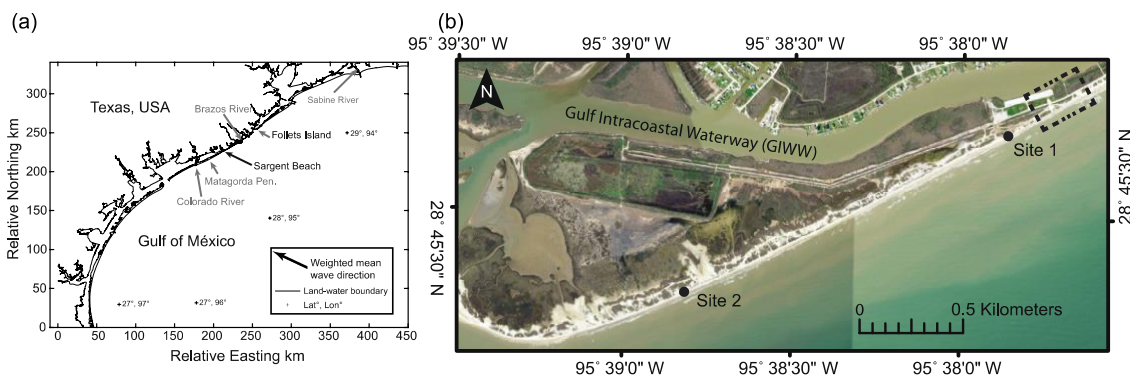 (a)
Relative Northing km
300
250
200
150
100
50
0
0 50 100 150 200 250 300 350 400 450
Relative Easting km
Texas, USA
Sabine River
Brazos River
Follets Island
29°, 94°
Sargent Beach
Matagorda Pen.
Colorado River
28°, 95°
Gulf of México
Weighted mean
wave direction
Land-water boundary
Lat°, Lon°
27°, 97°
27°, 96°
(b)
95° 39'30" W
95° 39'0" W
95° 38'30" W
95° 38'0" W
N
Gulf Intracoastal Waterway (GIWW)
Site 1
Site 2
28° 45'30" N
28° 45'30" N
0 0.5 Kilometers
95° 39'0" W
95° 38'30" W
95° 38'0" W